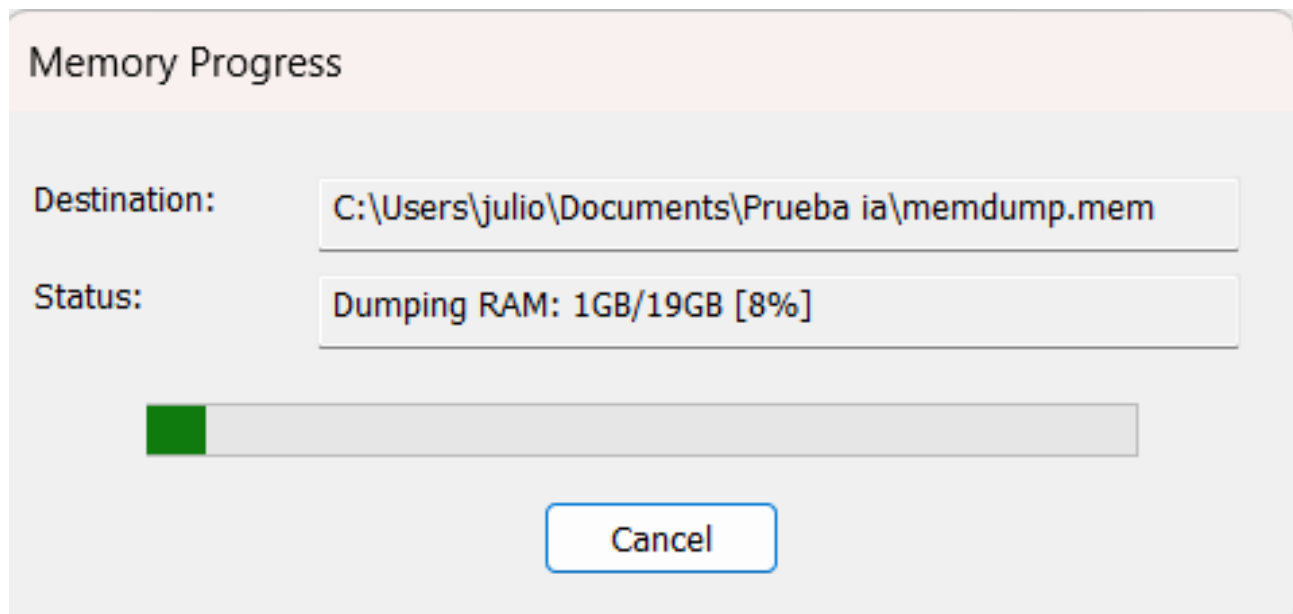 Memory Progress
Destination: C:\Users\julio\Documents\Prueba ia\memdump.mem
Status: Dumping RAM: 1GB/19GB [8%]
Cancel